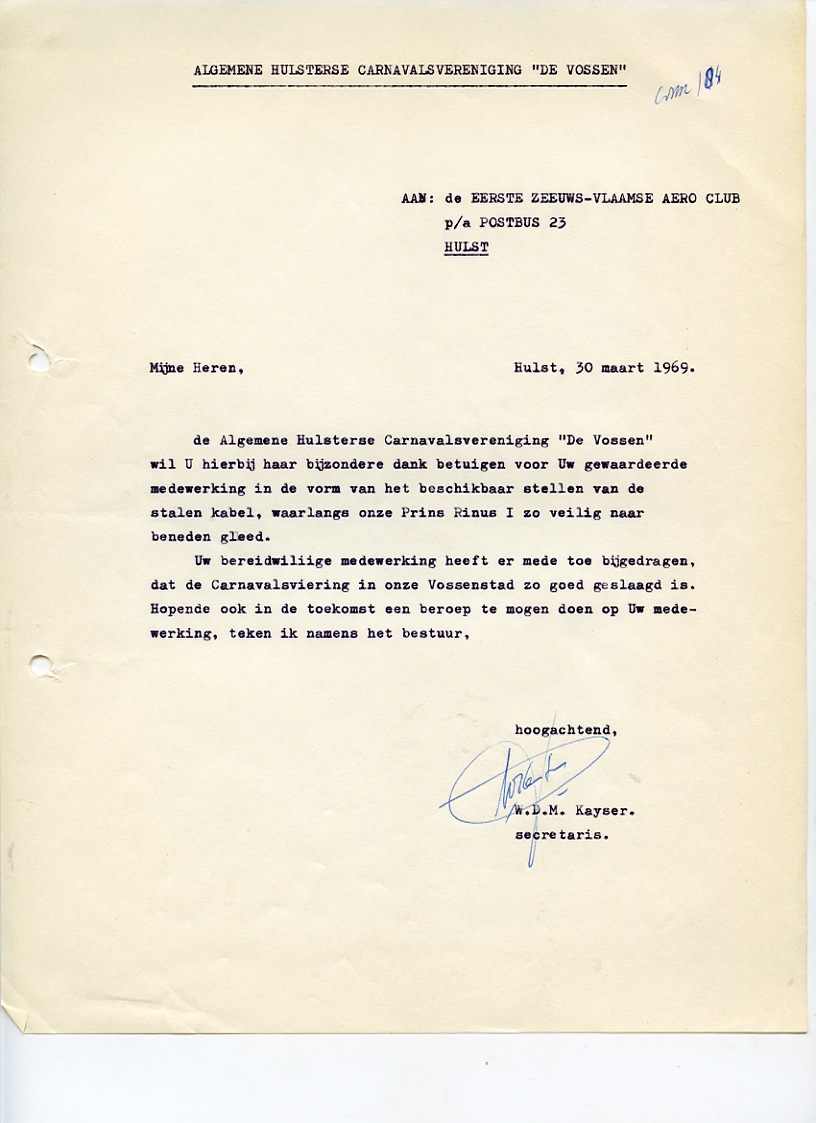 ALGEMENE HULSTERSE CARNAVALSVERENIGING "DE VOSSEN"
AAN: de EERSTE ZEEUWS-VLAAMSE AERO CLUB
p/a POSTBUS 23
HULST
Mijne Heren,
Hulst, 30 maart 1969.
de Algemene Hulsterse Carnavalsvereniging "De Vossen"
wil U hierbij haar bijzondere dank betuigen voor Uw gewaardeerde
medewerking in de vorm van het beschikbaar stellen van de
stalen kabel, waarlangs onze Prins Rinus I zo veilig naar
beneden gleed.
Uw bereidwiliige medewerking heeft er mede toe bijgedragen,
dat de Carnavalsviering in onze Vossenstad zo goed geslaagd is.
Hopende ook in de toekomst een beroep te mogen doen op Uw mede-
werking, teken ik namens het bestuur,
hoogachtend,
W.D.M. Kayser.
secretaris.